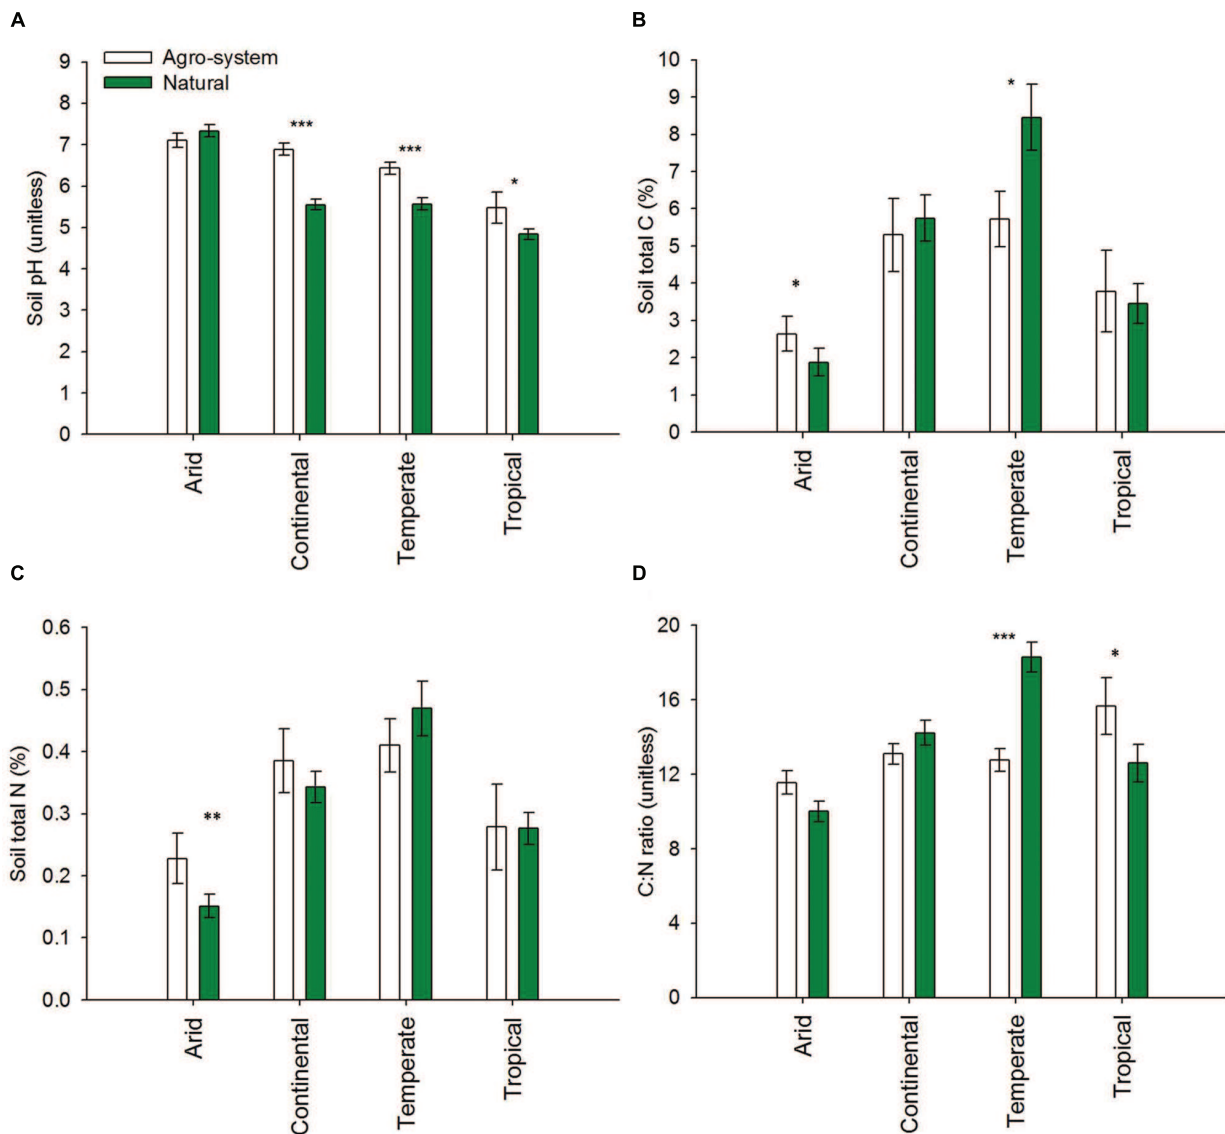 A
Agro-system
Natural
Soil pH (unitless)
9
8
7
6
5
4
3
2
1
0
***
***
*
Arid
Continental
Temperate
Tropical
B
Soil total C (%)
10
9
8
7
6
5
4
3
2
1
0
*
*
Arid
Continental
Temperate
Tropical
C
Soil total N (%)
0.6
0.5
0.4
0.3
0.2
0.1
0.0
**
Arid
Continental
Temperate
Tropical
D
C:N ratio (unitless)
20
16
12
8
4
0
***
*
Arid
Continental
Temperate
Tropical